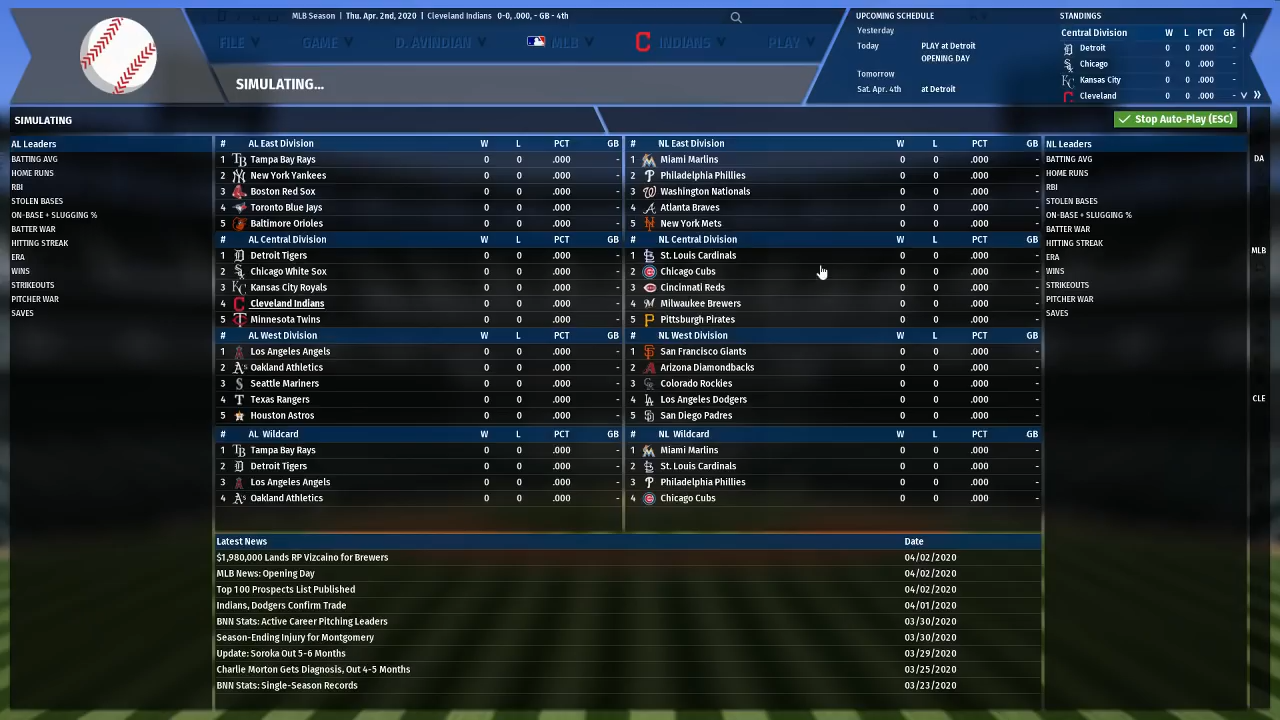 MLB Season | Thu. Apr. 2nd, 2020 | Cleveland Indians 0-0, .000, - GB - 4th
FILE GAME D. AVINDIAN MLB INDIANS PLAY
SIMULATING...
UPCOMING SCHEDULE
Yesterday
Today PLAY at Detroit
OPENING DAY
Tomorrow
Sat. Apr. 4th at Detroit
STANDINGS
Central Division W L PCT GB
Detroit 0 0 .000 -
Chicago 0 0 .000 -
Kansas City 0 0 .000 -
Cleveland 0 0 .000 -
SIMULATING
Stop Auto-Play (ESC)
AL Leaders
BATTING AVG
HOME RUNS
RBI
STOLEN BASES
ON-BASE + SLUGGING %
BATTER WAR
HITTING STREAK
ERA
WINS
STRIKEOUTS
PITCHER WAR
SAVES
# AL East Division W L PCT GB
1 Tampa Bay Rays 0 0 .000 -
2 New York Yankees 0 0 .000 -
3 Boston Red Sox 0 0 .000 -
4 Toronto Blue Jays 0 0 .000 -
5 Baltimore Orioles 0 0 .000 -
# AL Central Division W L PCT GB
1 Detroit Tigers 0 0 .000 -
2 Chicago White Sox 0 0 .000 -
3 Kansas City Royals 0 0 .000 -
4 Cleveland Indians 0 0 .000 -
5 Minnesota Twins 0 0 .000 -
# AL West Division W L PCT GB
1 Los Angeles Angels 0 0 .000 -
2 Oakland Athletics 0 0 .000 -
3 Seattle Mariners 0 0 .000 -
4 Texas Rangers 0 0 .000 -
5 Houston Astros 0 0 .000 -
# AL Wildcard W L PCT GB
1 Tampa Bay Rays 0 0 .000 -
2 Detroit Tigers 0 0 .000 -
3 Los Angeles Angels 0 0 .000 -
4 Oakland Athletics 0 0 .000 -
# NL East Division W L PCT GB
1 Miami Marlins 0 0 .000 -
2 Philadelphia Phillies 0 0 .000 -
3 Washington Nationals 0 0 .000 -
4 Atlanta Braves 0 0 .000 -
5 New York Mets 0 0 .000 -
# NL Central Division W L PCT GB
1 St. Louis Cardinals 0 0 .000 -
2 Chicago Cubs 0 0 .000 -
3 Cincinnati Reds 0 0 .000 -
4 Milwaukee Brewers 0 0 .000 -
5 Pittsburgh Pirates 0 0 .000 -
# NL West Division W L PCT GB
1 San Francisco Giants 0 0 .000 -
2 Arizona Diamondbacks 0 0 .000 -
3 Colorado Rockies 0 0 .000 -
4 Los Angeles Dodgers 0 0 .000 -
5 San Diego Padres 0 0 .000 -
# NL Wildcard W L PCT GB
1 Miami Marlins 0 0 .000 -
2 St. Louis Cardinals 0 0 .000 -
3 Philadelphia Phillies 0 0 .000 -
4 Chicago Cubs 0 0 .000 -
NL Leaders
BATTING AVG
HOME RUNS
RBI
STOLEN BASES
ON-BASE + SLUGGING %
BATTER WAR
HITTING STREAK
ERA
WINS
STRIKEOUTS
PITCHER WAR
SAVES
DA
MLB
CLE
Latest News Date
$1,980,000 Lands RP Vizcaino for Brewers 04/02/2020
MLB News: Opening Day 04/02/2020
Top 100 Prospects List Published 04/02/2020
Indians, Dodgers Confirm Trade 04/01/2020
BNN Stats: Active Career Pitching Leaders 03/30/2020
Season-Ending Injury for Montgomery 03/30/2020
Update: Soroka Out 5-6 Months 03/29/2020
Charlie Morton Gets Diagnosis, Out 4-5 Months 03/25/2020
BNN Stats: Single-Season Records 03/23/2020